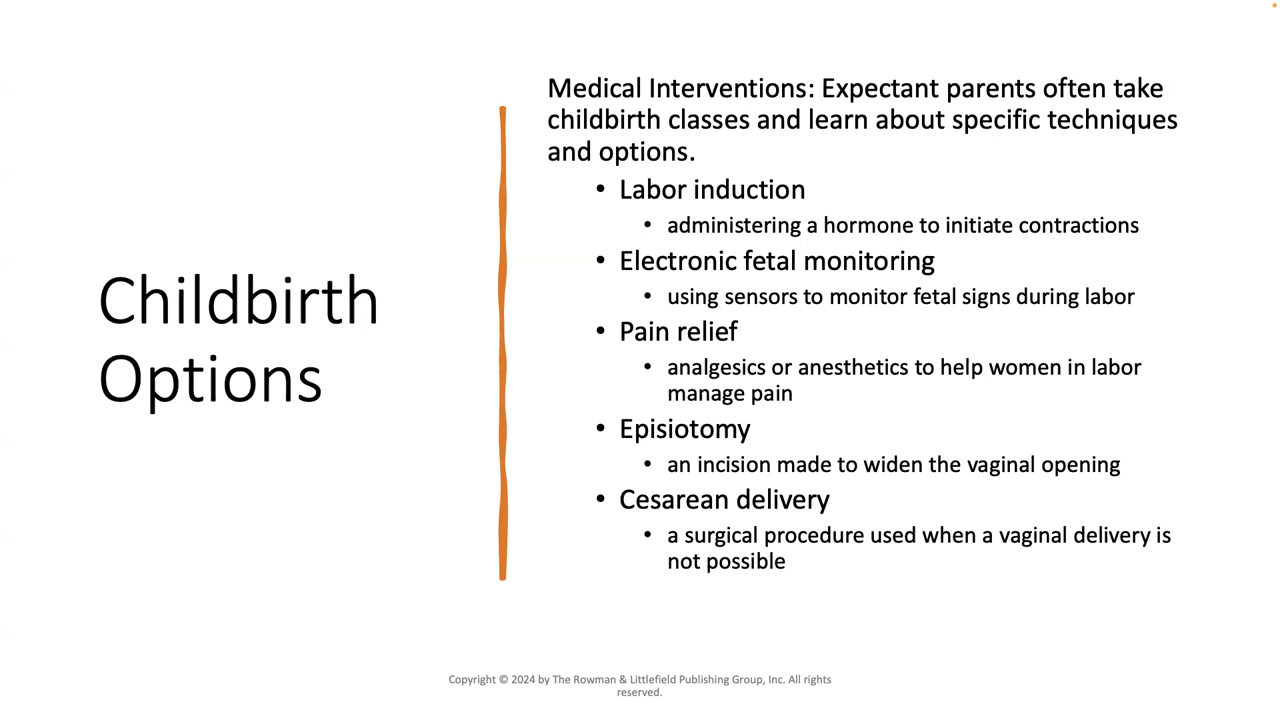 Childbirth
Options
Medical Interventions: Expectant parents often take
childbirth classes and learn about specific techniques
and options.
• Labor induction
• administering a hormone to initiate contractions
• Electronic fetal monitoring
• using sensors to monitor fetal signs during labor
• Pain relief
• analgesics or anesthetics to help women in labor
manage pain
• Episiotomy
• an incision made to widen the vaginal opening
• Cesarean delivery
• a surgical procedure used when a vaginal delivery is
not possible
Copyright © 2024 by The Rowman & Littlefield Publishing Group, Inc. All rights
reserved.